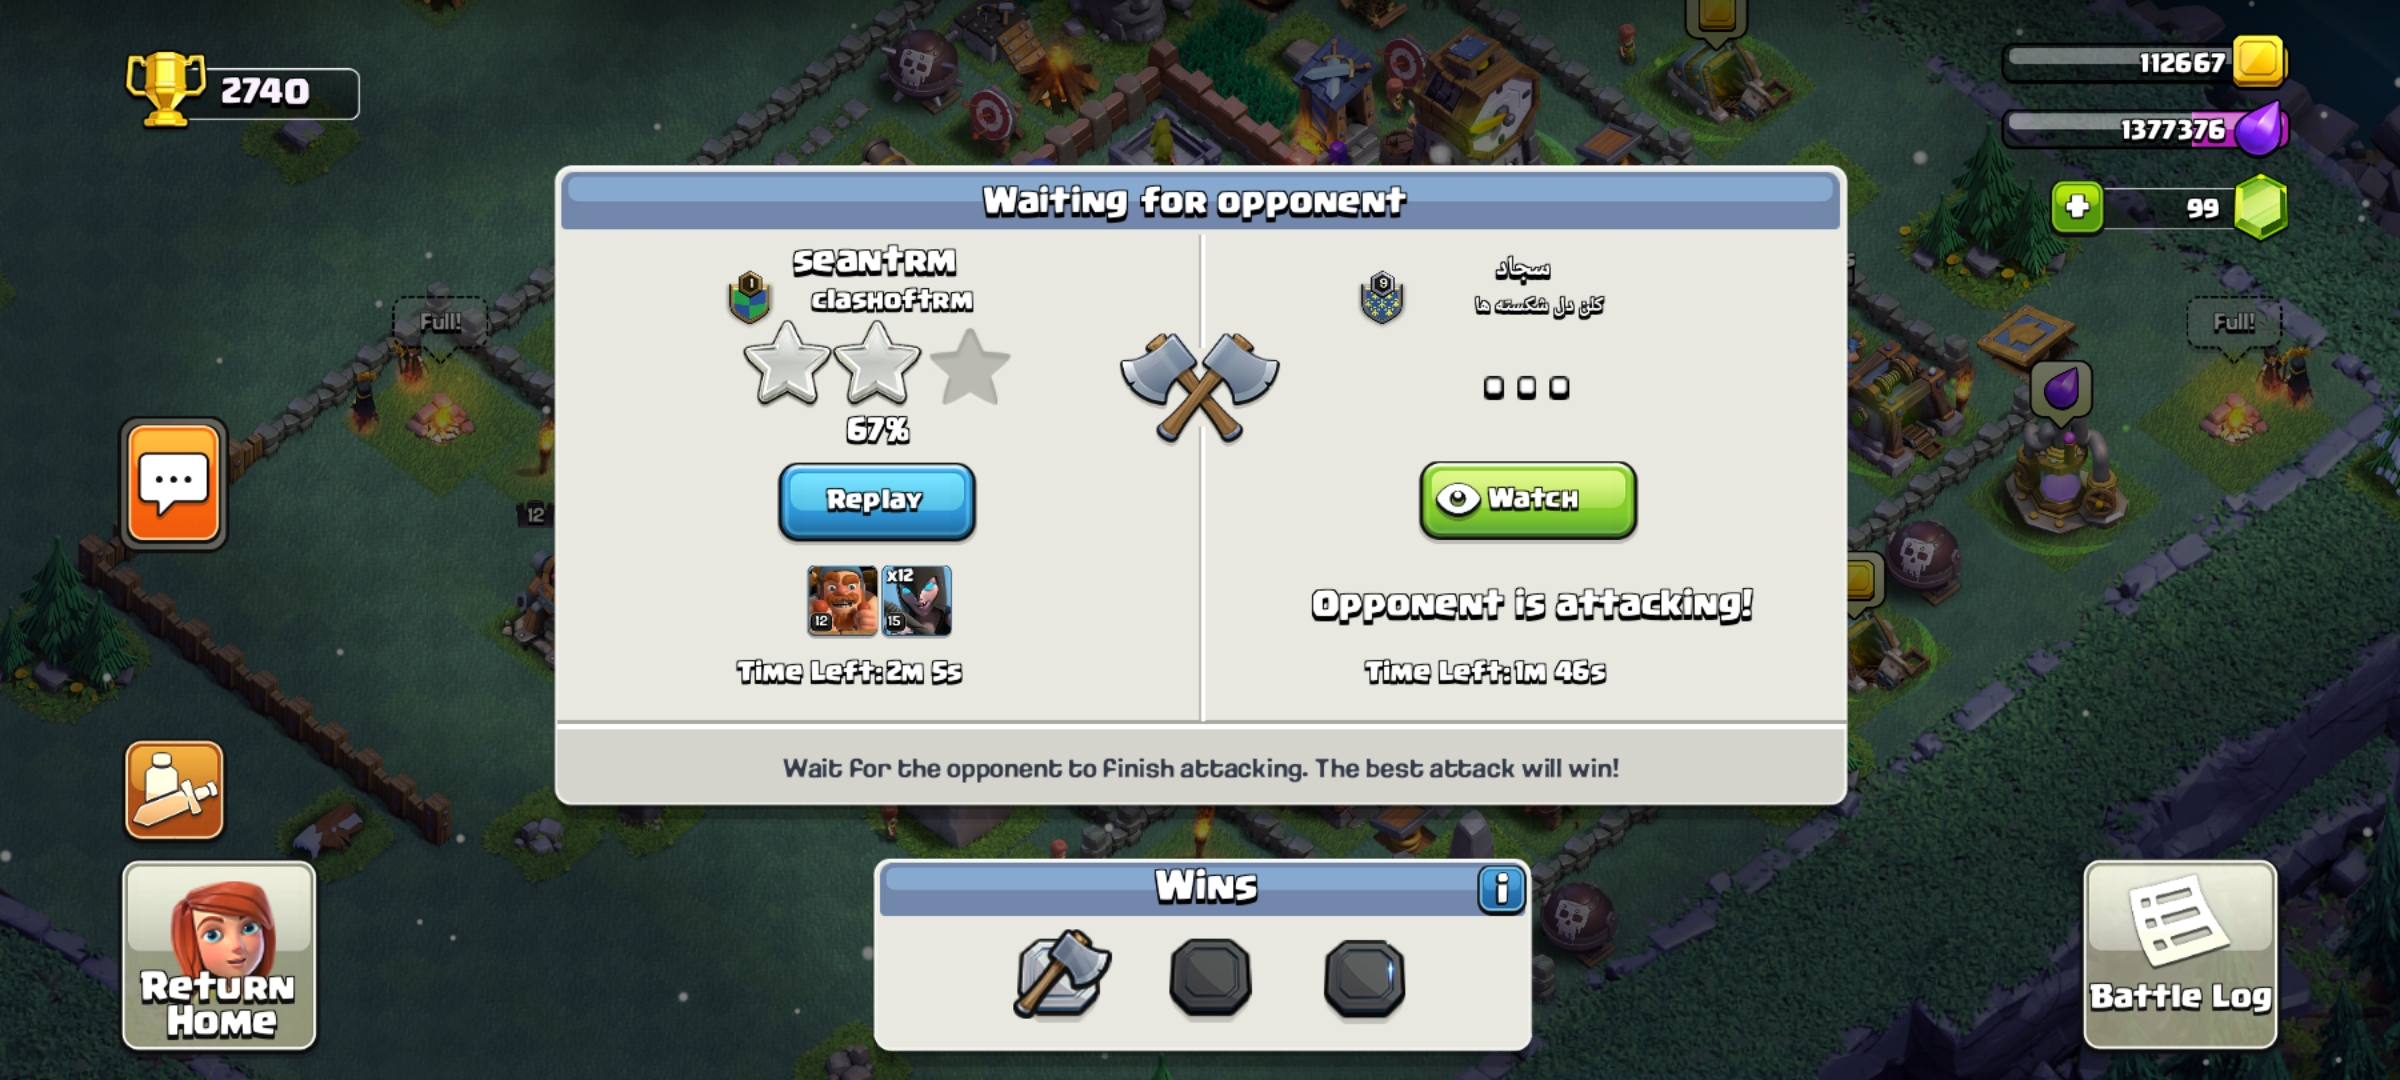 2740
112667
1377376
99
Waiting for opponent
seantrm
clashoftrm
1
67%
Replay
x12
12
15
Time Left:2m 5s
9
سجاد
کلن دل شکسته ها
Watch
Opponent is attacking!
Time Left:1m 46s
Full!
Full!
12
Wait for the opponent to finish attacking. The best attack will win!
Wins
i
Return
Home
Battle Log